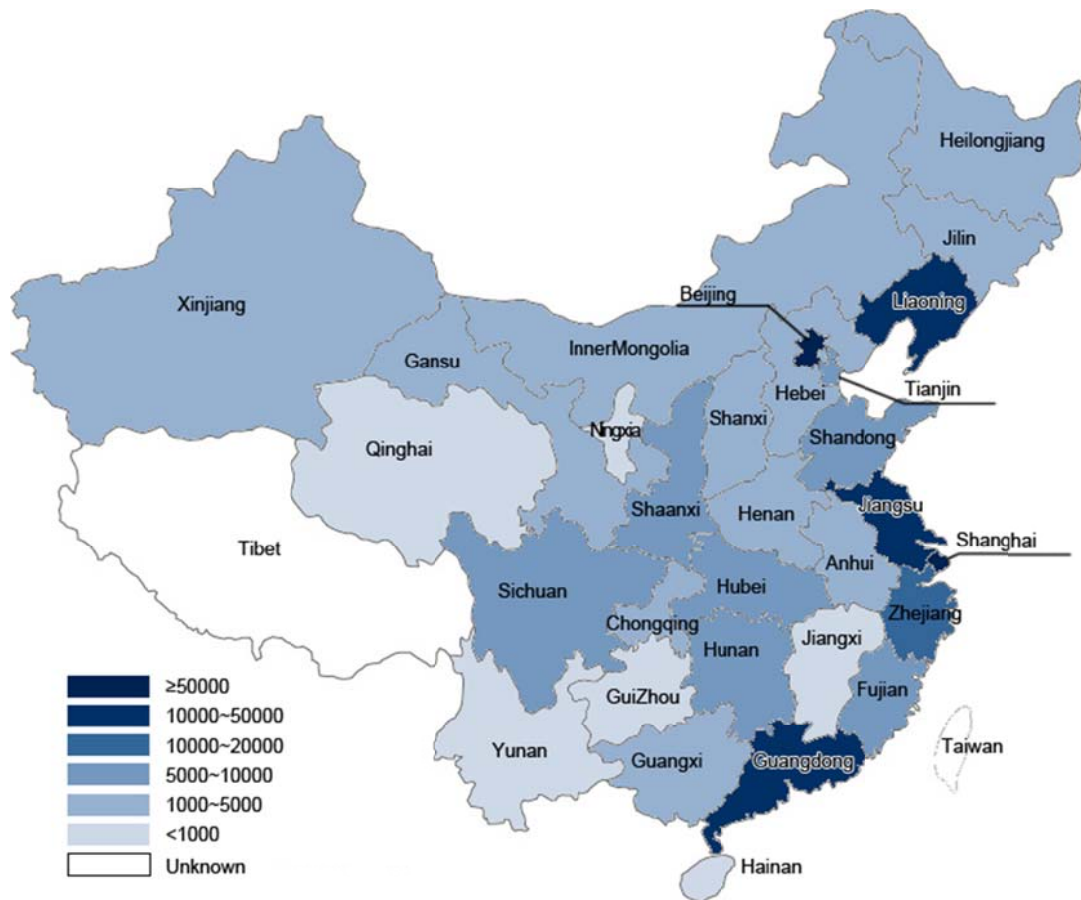 Heilongjiang
Jilin
Beijing
Liaoning
Xinjiang
InnerMongolia
Gansu
Hebei
Tianjin
Shanxi
Ningxia
Shandong
Qinghai
Shaanxi
Henan
Jiangsu
Shanghai
Tibet
Anhui
Sichuan
Hubei
Zhejiang
Chongqing
Jiangxi
Hunan
Fujian
GuiZhou
Yunan
Guangxi
Guangdong
Taiwan
Hainan
≥50000
10000~50000
10000~20000
5000~10000
1000~5000
<1000
Unknown